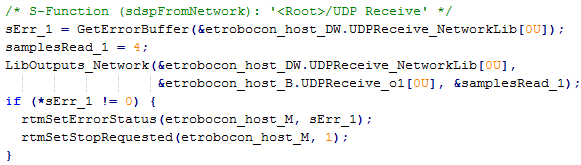 /* S-Function (sdspFromNetwork): '<Root>/UDP Receive' */
sErr_1 = GetErrorBuffer(&etrobocon_host_DW.UDPReceive_NetworkLib[0U]);
samplesRead_1 = 4;
LibOutputs_Network(&etrobocon_host_DW.UDPReceive_NetworkLib[0U],
&etrobocon_host_B.UDPReceive_o1[0U], &samplesRead_1);
if (*sErr_1 != 0) {
rtmSetErrorStatus(etrobocon_host_M, sErr_1);
rtmSetStopRequested(etrobocon_host_M, 1);
}